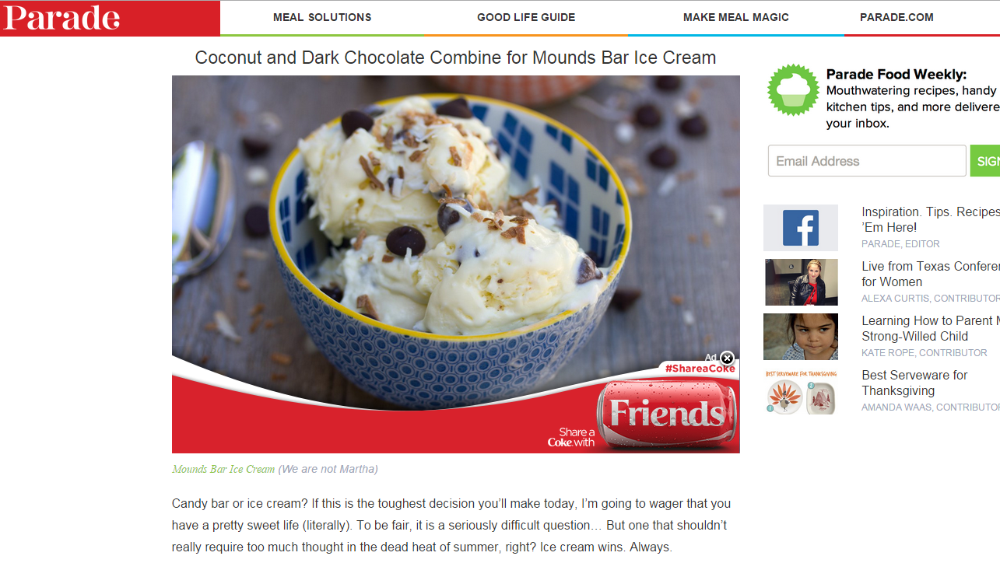 Parade
MEAL SOLUTIONS
GOOD LIFE GUIDE
MAKE MEAL MAGIC
PARADE.COM
Coconut and Dark Chocolate Combine for Mounds Bar Ice Cream
Ad
#ShareaCoke
Friends
Share a
Coke with
Mounds Bar Ice Cream (We are not Martha)
Candy bar or ice cream? If this is the toughest decision you’ll make today, I’m going to wager that you
have a pretty sweet life (literally). To be fair, it is a seriously difficult question… But one that shouldn’t
really require too much thought in the dead heat of summer, right? Ice cream wins. Always.
Parade Food Weekly:
Mouthwatering recipes, handy
kitchen tips, and more delivere
your inbox.
Email Address
SIGN
Inspiration. Tips. Recipes
’Em Here!
PARADE, EDITOR
Live from Texas Conferen
for Women
ALEXA CURTIS, CONTRIBUTOR
Learning How to Parent M
Strong-Willed Child
KATE ROPE, CONTRIBUTOR
BEST SERVEWARE FOR THANKSGIVING
1
2
Best Serveware for
Thanksgiving
AMANDA WAAS, CONTRIBUTOR